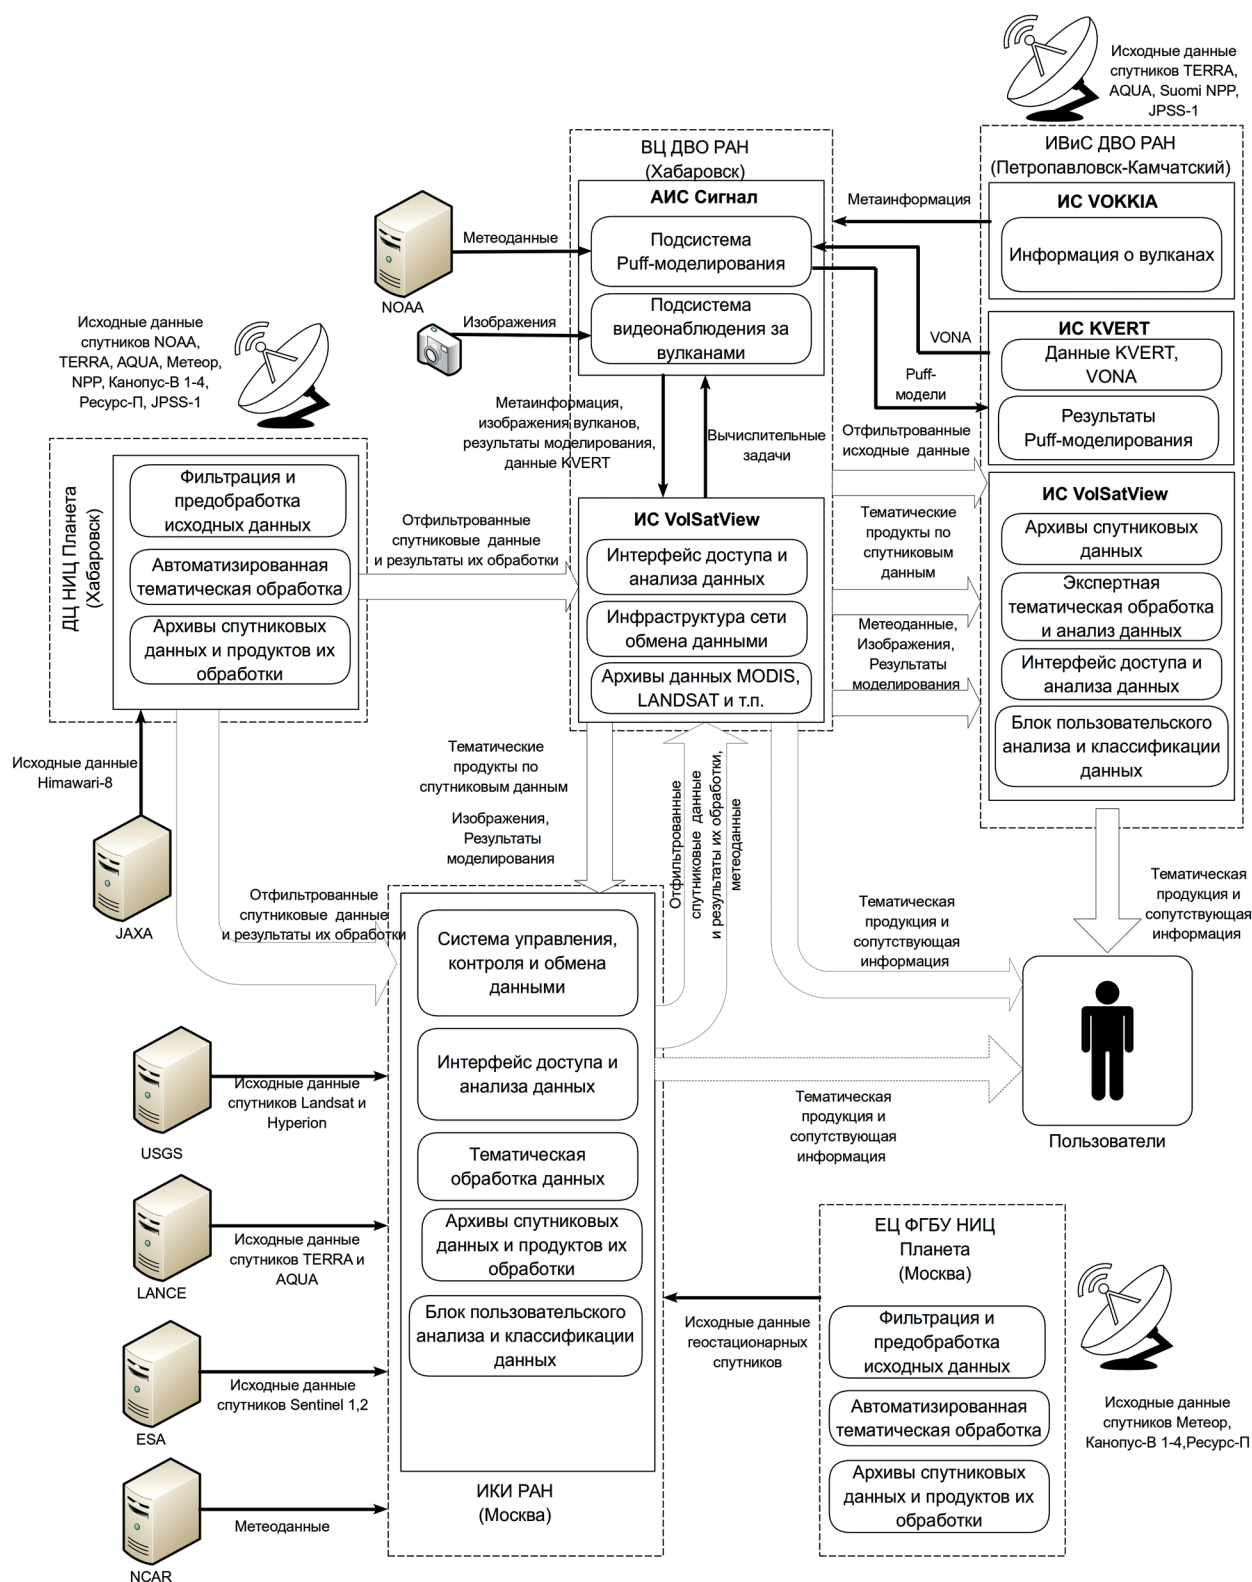 Исходные данные
спутников TERRA,
AQUA, Suomi NPP,
JPSS-1
ВЦ ДВО РАН
(Хабаровск)
АИС Сигнал
Подсистема
Puff-моделирования
Подсистема
видеонаблюдения за
вулканами
ИВиС ДВО РАН
(Петропавловск-Камчатский)
ИС VOKKIA
Информация о вулканах
ИС KVERT
Данные KVERT,
VONA
Результаты
Puff-моделирования
Метаинформация
VONA
Puff-
модели
Метеоданные
NOAA
Изображения
Исходные данные
спутников NOAA,
TERRA, AQUA, Метеор,
NPP, Канопус-В 1-4,
Ресурс-П, JPSS-1
Метаинформация,
изображения вулканов,
результаты моделирования,
данные KVERT
Вычислительные
задачи
Отфильтрованные
исходные данные
Тематические
продукты по
спутниковым
данным
Метеоданные,
Изображения,
Результаты
моделирования
ДЦ НИЦ Планета
(Хабаровск)
Фильтрация и
предобработка
исходных данных
Автоматизированная
тематическая обработка
Архивы спутниковых
данных и продуктов их
обработки
Отфильтрованные
спутниковые данные
и результаты их обработки
ИС VolSatView
Интерфейс доступа и
анализа данных
Инфраструктура сети
обмена данными
Архивы данных MODIS,
LANDSAT и т.п.
ИС VolSatView
Архивы спутниковых
данных
Экспертная
тематическая обработка
и анализ данных
Интерфейс доступа и
анализа данных
Блок пользовательского
анализа и классификации
данных
Исходные данные
Himawari-8
JAXA
Тематические
продукты по
спутниковым данным
Изображения,
Результаты
моделирования
Отфильтрованные
спутниковые данные
и результаты их обработки,
метеоданные
Отфильтрованные
спутниковые данные
и результаты их обработки
Тематическая
продукция и
сопутствующая
информация
Тематическая
продукция и
сопутствующая
информация
Система управления,
контроля и обмена
данными
Интерфейс доступа и
анализа данных
Тематическая
обработка данных
Архивы спутниковых
данных и продуктов их
обработки
Блок пользовательского
анализа и классификации
данных
ИКИ РАН
(Москва)
Исходные данные
спутников Landsat и
Hyperion
USGS
Исходные данные
спутников TERRA и
AQUA
LANCE
Исходные данные
спутников Sentinel 1,2
ESA
Метеоданные
NCAR
Тематическая
продукция и
сопутствующая
информация
Пользователи
Исходные данные
геостационарных
спутников
ЕЦ ФГБУ НИЦ
Планета
(Москва)
Фильтрация и
предобработка
исходных данных
Автоматизированная
тематическая обработка
Архивы спутниковых
данных и продуктов их
обработки
Исходные данные
спутников Метеор,
Канопус-В 1-4,Ресурс-П